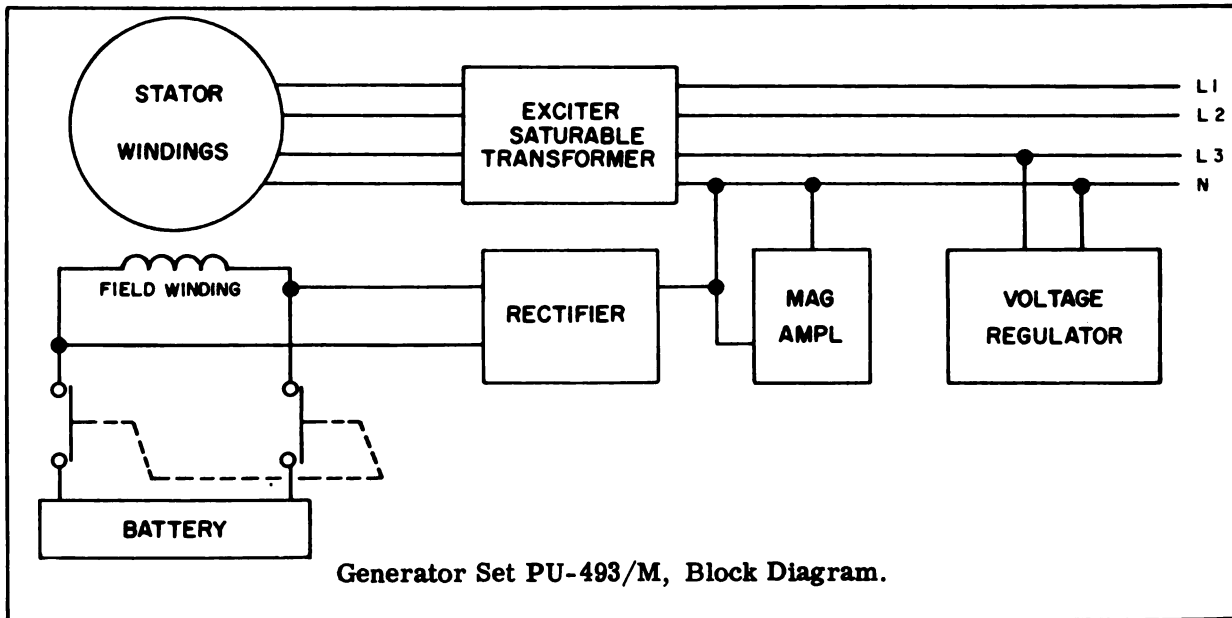 STATOR
WINDINGS
EXCITER
SATURABLE
TRANSFORMER
L1
L2
L3
N
FIELD WINDING
RECTIFIER
MAG
AMPL
VOLTAGE
REGULATOR
BATTERY
Generator Set PU-493/M, Block Diagram.